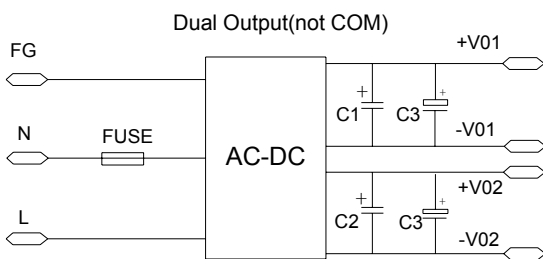 Dual Output(not COM)
FG
+V01
+
+
C1
C3
N
FUSE
AC-DC
-V01
+V02
+
+
L
C2
C3
-V02